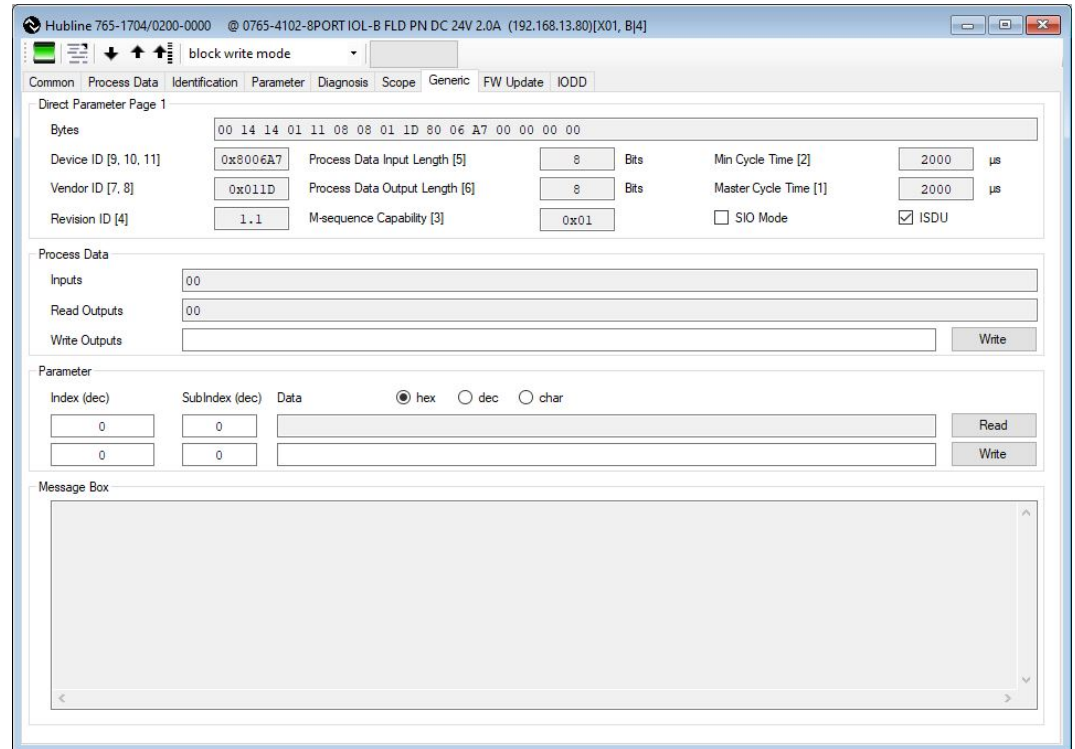 Hubline 765-1704/0200-0000 @ 0765-4102-8PORT IOL-B FLD PN DC 24V 2.0A (192.168.13.80)[X01, B|4]
block write mode
Common Process Data Identification Parameter Diagnosis Scope Generic FW Update IODD
Direct Parameter Page 1
Bytes 00 14 14 01 11 08 08 01 1D 80 06 A7 00 00 00 00
Device ID [9, 10, 11] 0x8006A7 Process Data Input Length [5] 8 Bits Min Cycle Time [2] 2000 µs
Vendor ID [7, 8] 0x011D Process Data Output Length [6] 8 Bits Master Cycle Time [1] 2000 µs
Revision ID [4] 1.1 M-sequence Capability [3] 0x01 SIO Mode ISDU
Process Data
Inputs 00
Read Outputs 00
Write Outputs Write
Parameter
Index (dec) SubIndex (dec) Data hex dec char
0 0 Read
0 0 Write
Message Box